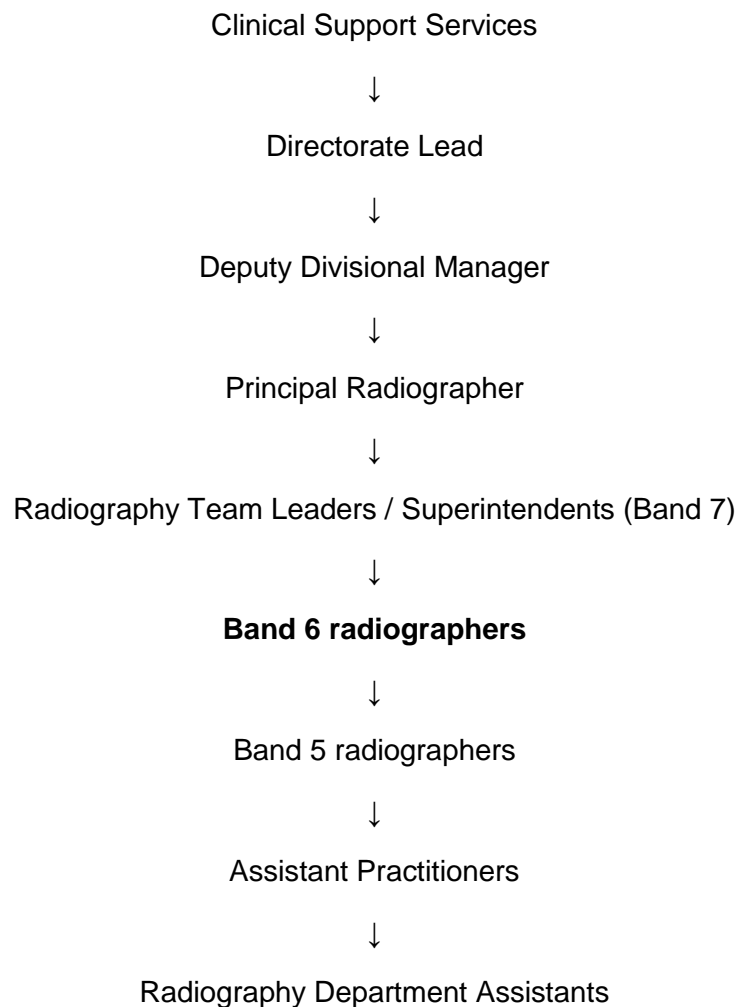 Clinical Support Services
↓
Directorate Lead
↓
Deputy Divisional Manager
↓
Principal Radiographer
↓
Radiography Team Leaders / Superintendents (Band 7)
↓
Band 6 radiographers
↓
Band 5 radiographers
↓
Assistant Practitioners
↓
Radiography Department Assistants